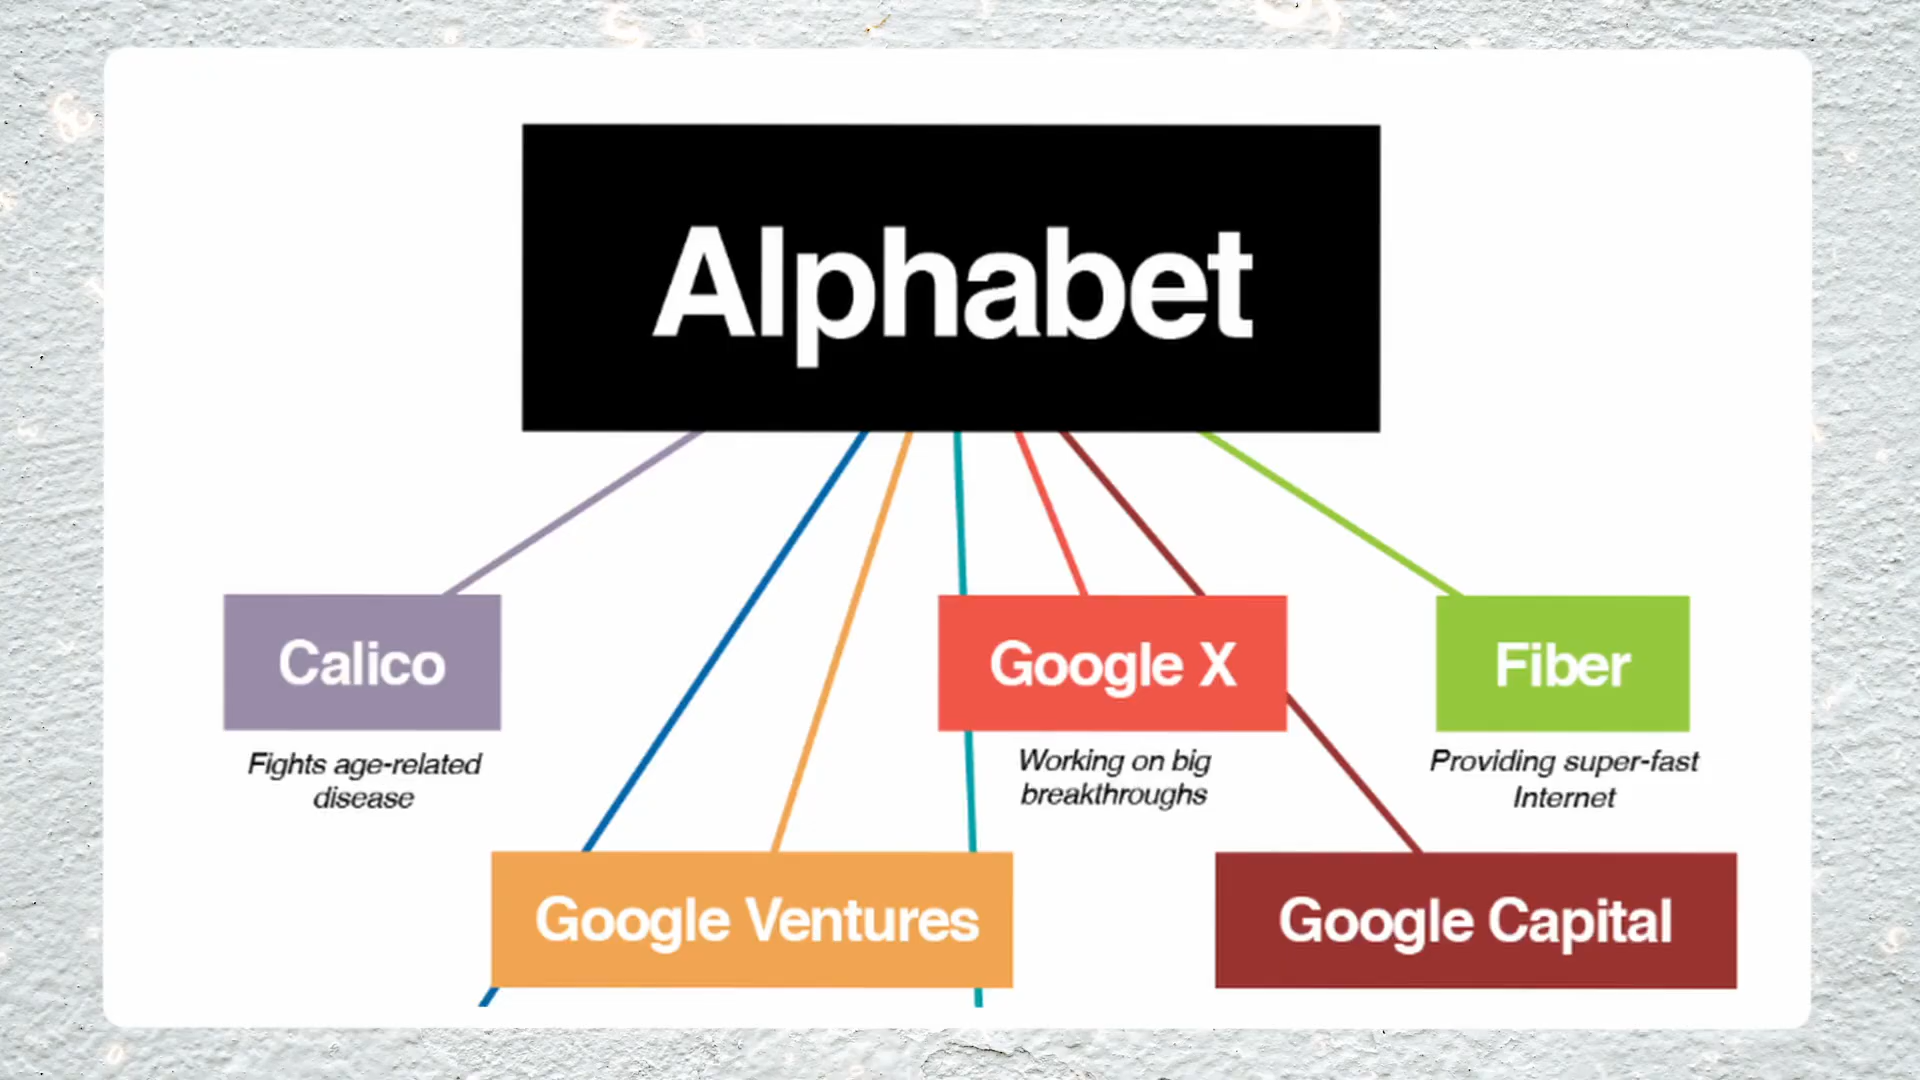 Alphabet
Calico
Google X
Fiber
Fights age-related
disease
Working on big
breakthroughs
Providing super-fast
Internet
Google Ventures
Google Capital